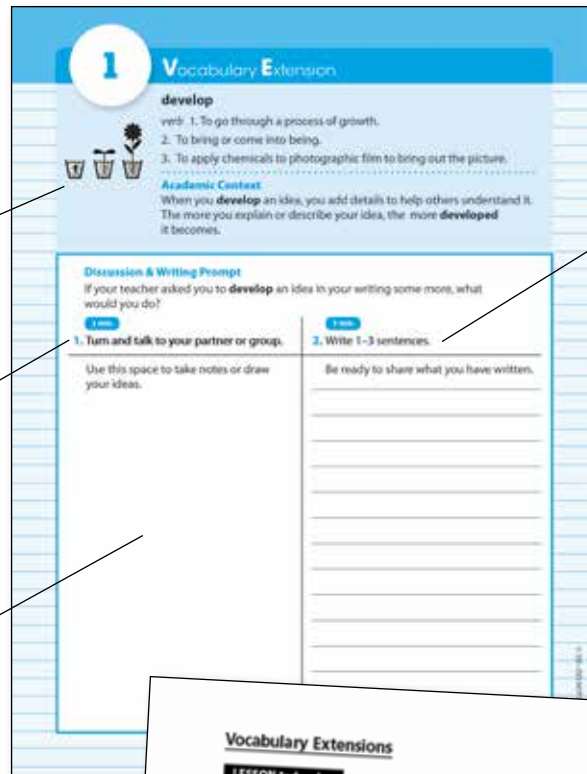 1
Vocabulary Extension
develop
verb 1. To go through a process of growth.
2. To bring or come into being.
3. To apply chemicals to photographic film to bring out the picture.
Academic Context
When you develop an idea, you add details to help others understand it.
The more you explain or describe your idea, the more developed
it becomes.
Discussion & Writing Prompt
If your teacher asked you to develop an idea in your writing some more, what
would you do?
1. Turn and talk to your partner or group.
Use this space to take notes or draw
your ideas.
2. Write 1–3 sentences.
Be ready to share what you have written.
Vocabulary Extensions